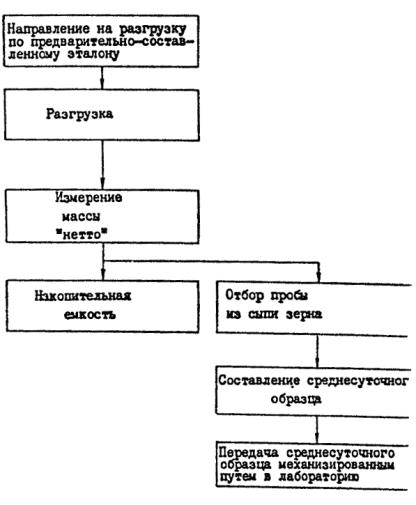 Направление на разгрузку
по предварительно-состав-
ленному эталону
Разгрузка
Измерение
массы
"нетто"
Накопительная
емкость
Отбор пробы
из сыпи зерна
Составление среднесуточног
образца
Передача среднесуточного
образца механизированным
путем в лабораторию